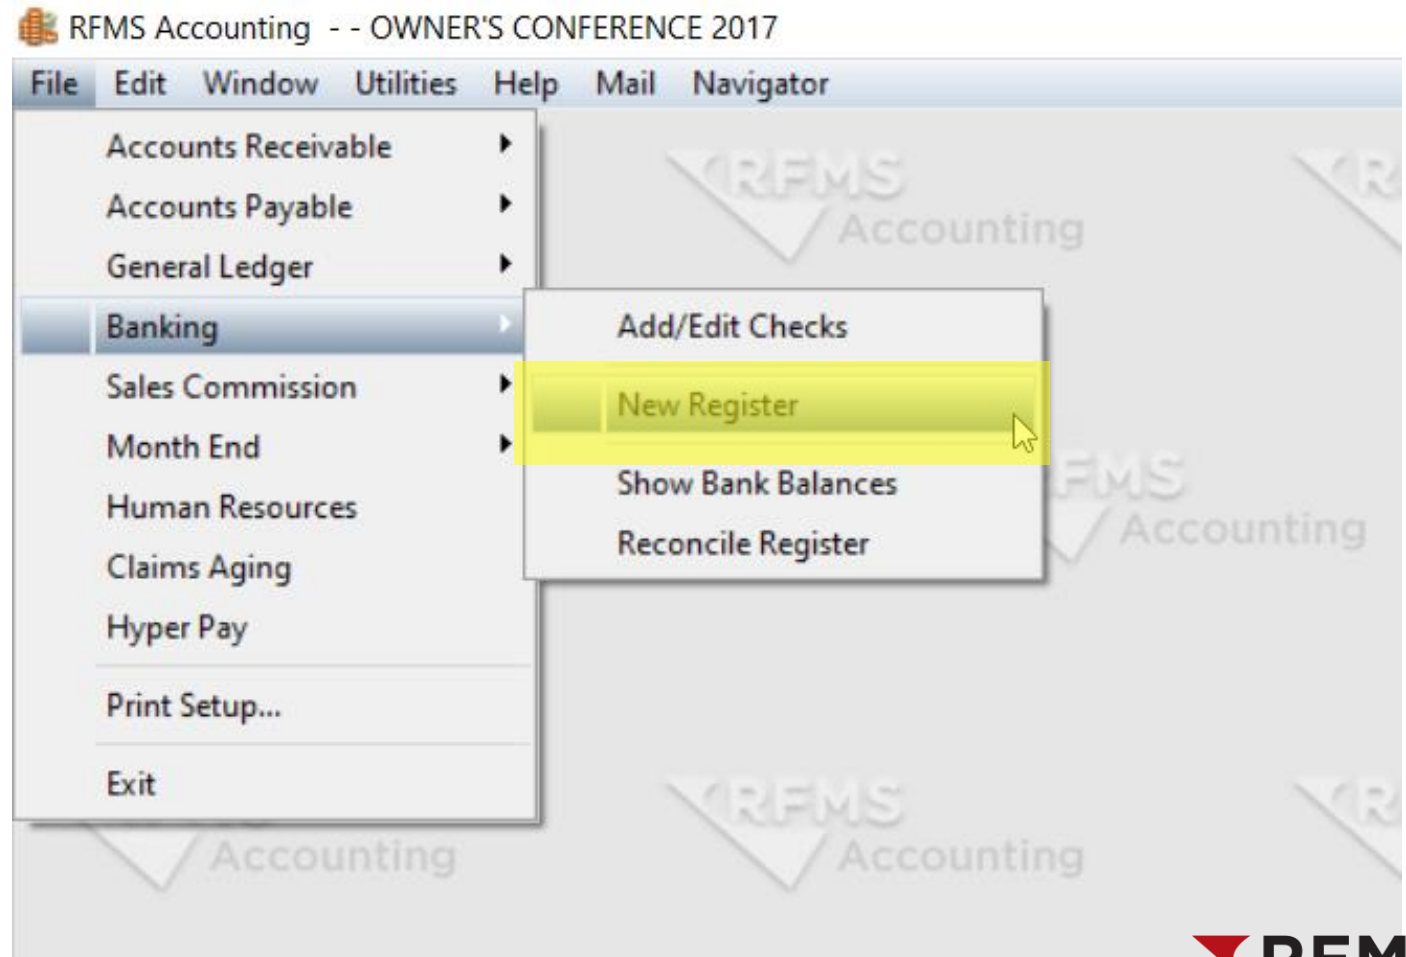 RFMS Accounting - - OWNER'S CONFERENCE 2017
File Edit Window Utilities Help Mail Navigator
Accounts Receivable
Accounts Payable
General Ledger
Banking
Sales Commission
Month End
Human Resources
Claims Aging
Hyper Pay
Print Setup...
Exit
Add/Edit Checks
New Register
Show Bank Balances
Reconcile Register
RFMS
Accounting
R
FMS
Accounting
Accounting
RFMS
Accounting
R
RFM